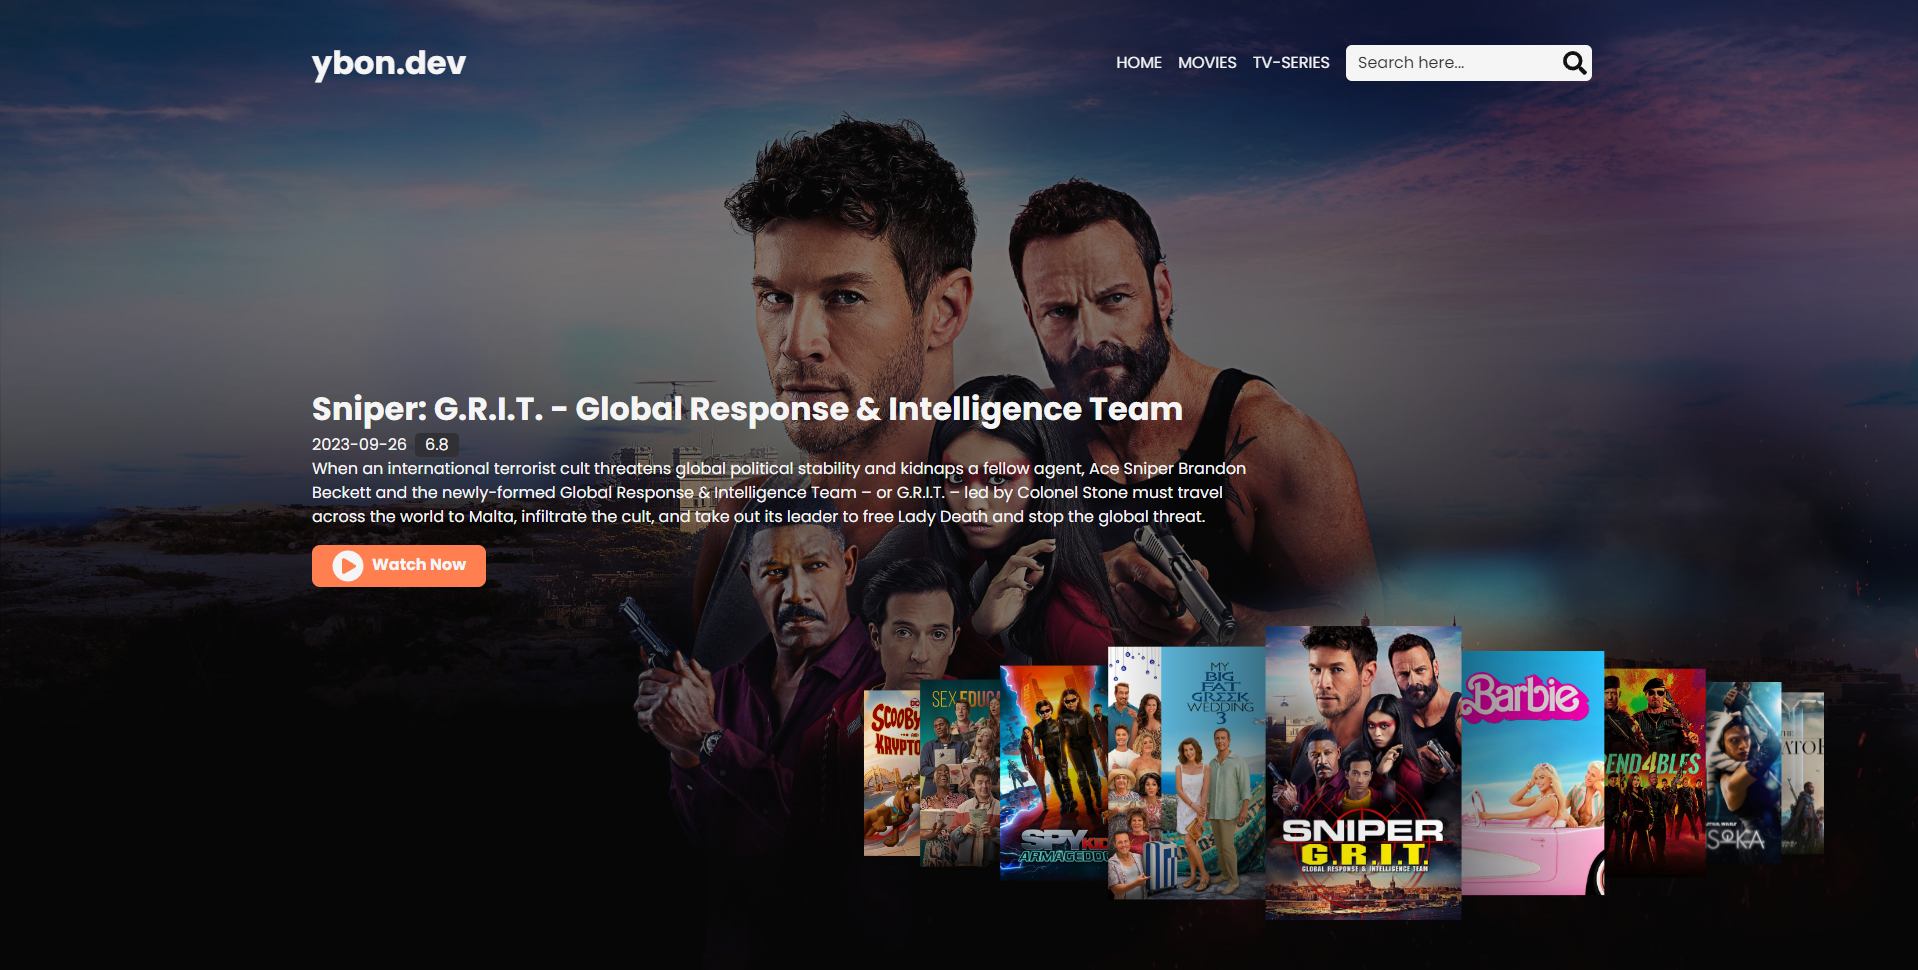 ybon.dev
HOME MOVIES TV-SERIES Search here...
Sniper: G.R.I.T. - Global Response & Intelligence Team
2023-09-26 6.8
When an international terrorist cult threatens global political stability and kidnaps a fellow agent, Ace Sniper Brandon
Beckett and the newly-formed Global Response & Intelligence Team – or G.R.I.T. – led by Colonel Stone must travel
across the world to Malta, infiltrate the cult, and take out its leader to free Lady Death and stop the global threat.
Watch Now
SCOOBY
AND
KRYPTO
SEX EDUCA
SPY KID
ARMAGEDDO
MY
BIG
FAT
GREEK
WEDDING
3
SNIPER
G.R.I.T.
GLOBAL RESPONSE & INTELLIGENCE TEAM
Barbie
END4BLES
SOKA
THE
ATOR